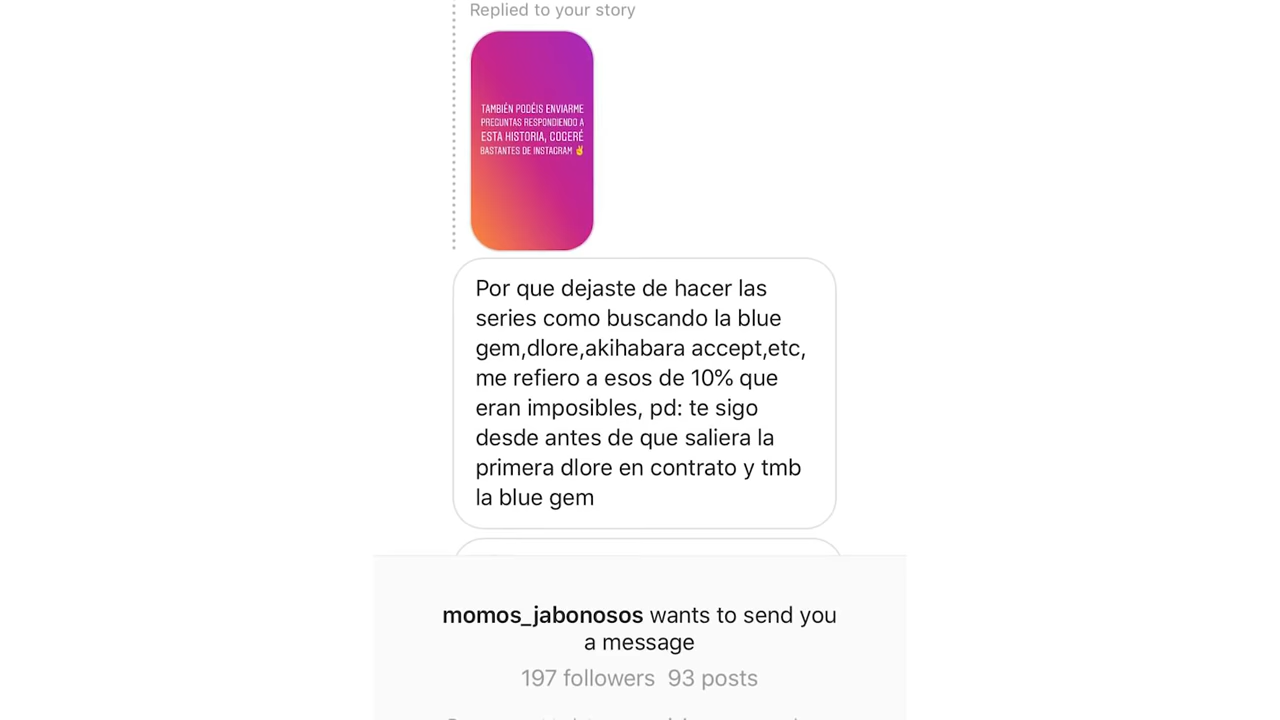 Replied to your story
TAMBIÉN PODÉIS ENVIARME
PREGUNTAS RESPONDIENDO A
ESTA HISTORIA, COGERÉ
BASTANTES DE INSTAGRAM ✌
Por que dejaste de hacer las
series como buscando la blue
gem,dlore,akihabara accept,etc,
me refiero a esos de 10% que
eran imposibles, pd: te sigo
desde antes de que saliera la
primera dlore en contrato y tmb
la blue gem
momos_jabonosos wants to send you
a message
197 followers 93 posts